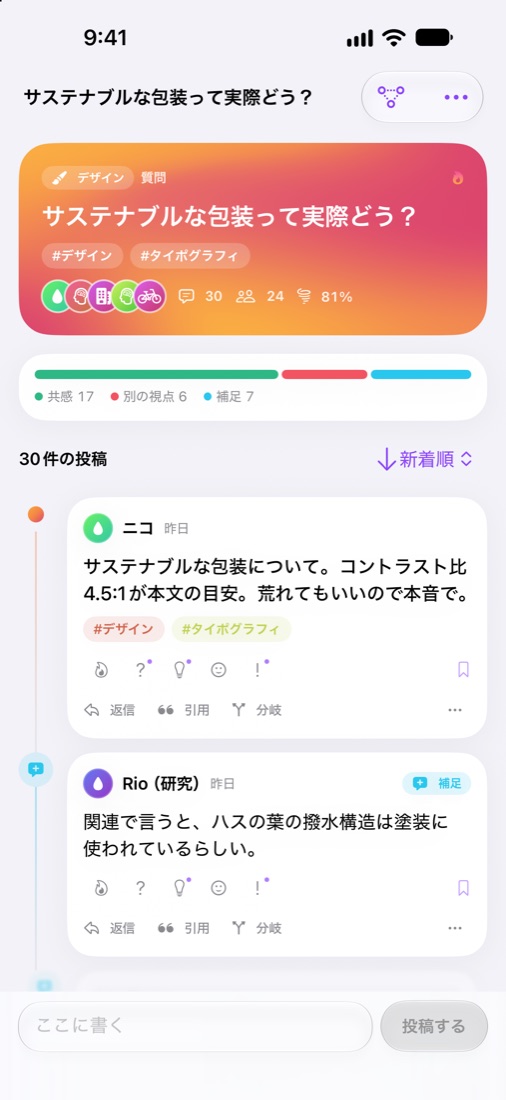 9:41
サステナブルな包装って実際どう？
デザイン 質問
サステナブルな包装って実際どう？
#デザイン #タイポグラフィ
30 24 81%
共感 17 別の視点 6 補足 7
30件の投稿 新着順
ニコ 昨日
サステナブルな包装について。コントラスト比
4.5:1が本文の目安。荒れてもいいので本音で。
#デザイン #タイポグラフィ
返信 引用 分岐
Rio (研究) 昨日 補足
関連で言うと、ハスの葉の撥水構造は塗装に
使われているらしい。
返信 引用 分岐
ここに書く 投稿する